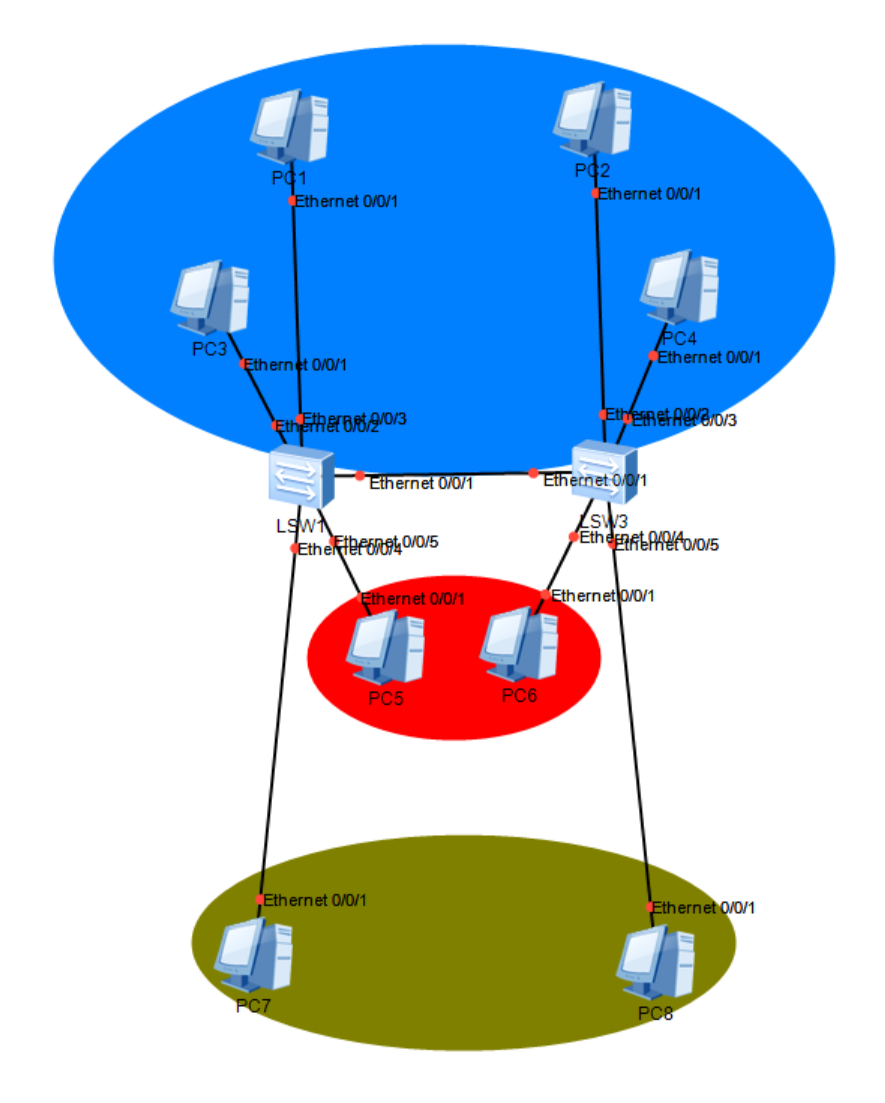 PC1
PC2
Ethernet 0/0/1
Ethernet 0/0/1
PC3
PC4
Ethernet 0/0/1
Ethernet 0/0/1
Ethernet 0/0/3
Ethernet 0/0/2
Ethernet 0/0/2
Ethernet 0/0/3
Ethernet 0/0/1
Ethernet 0/0/1
LSW1
LSW3
Ethernet 0/0/4
Ethernet 0/0/5
Ethernet 0/0/4
Ethernet 0/0/5
Ethernet 0/0/1
Ethernet 0/0/1
PC5
PC6
Ethernet 0/0/1
Ethernet 0/0/1
PC7
PC8